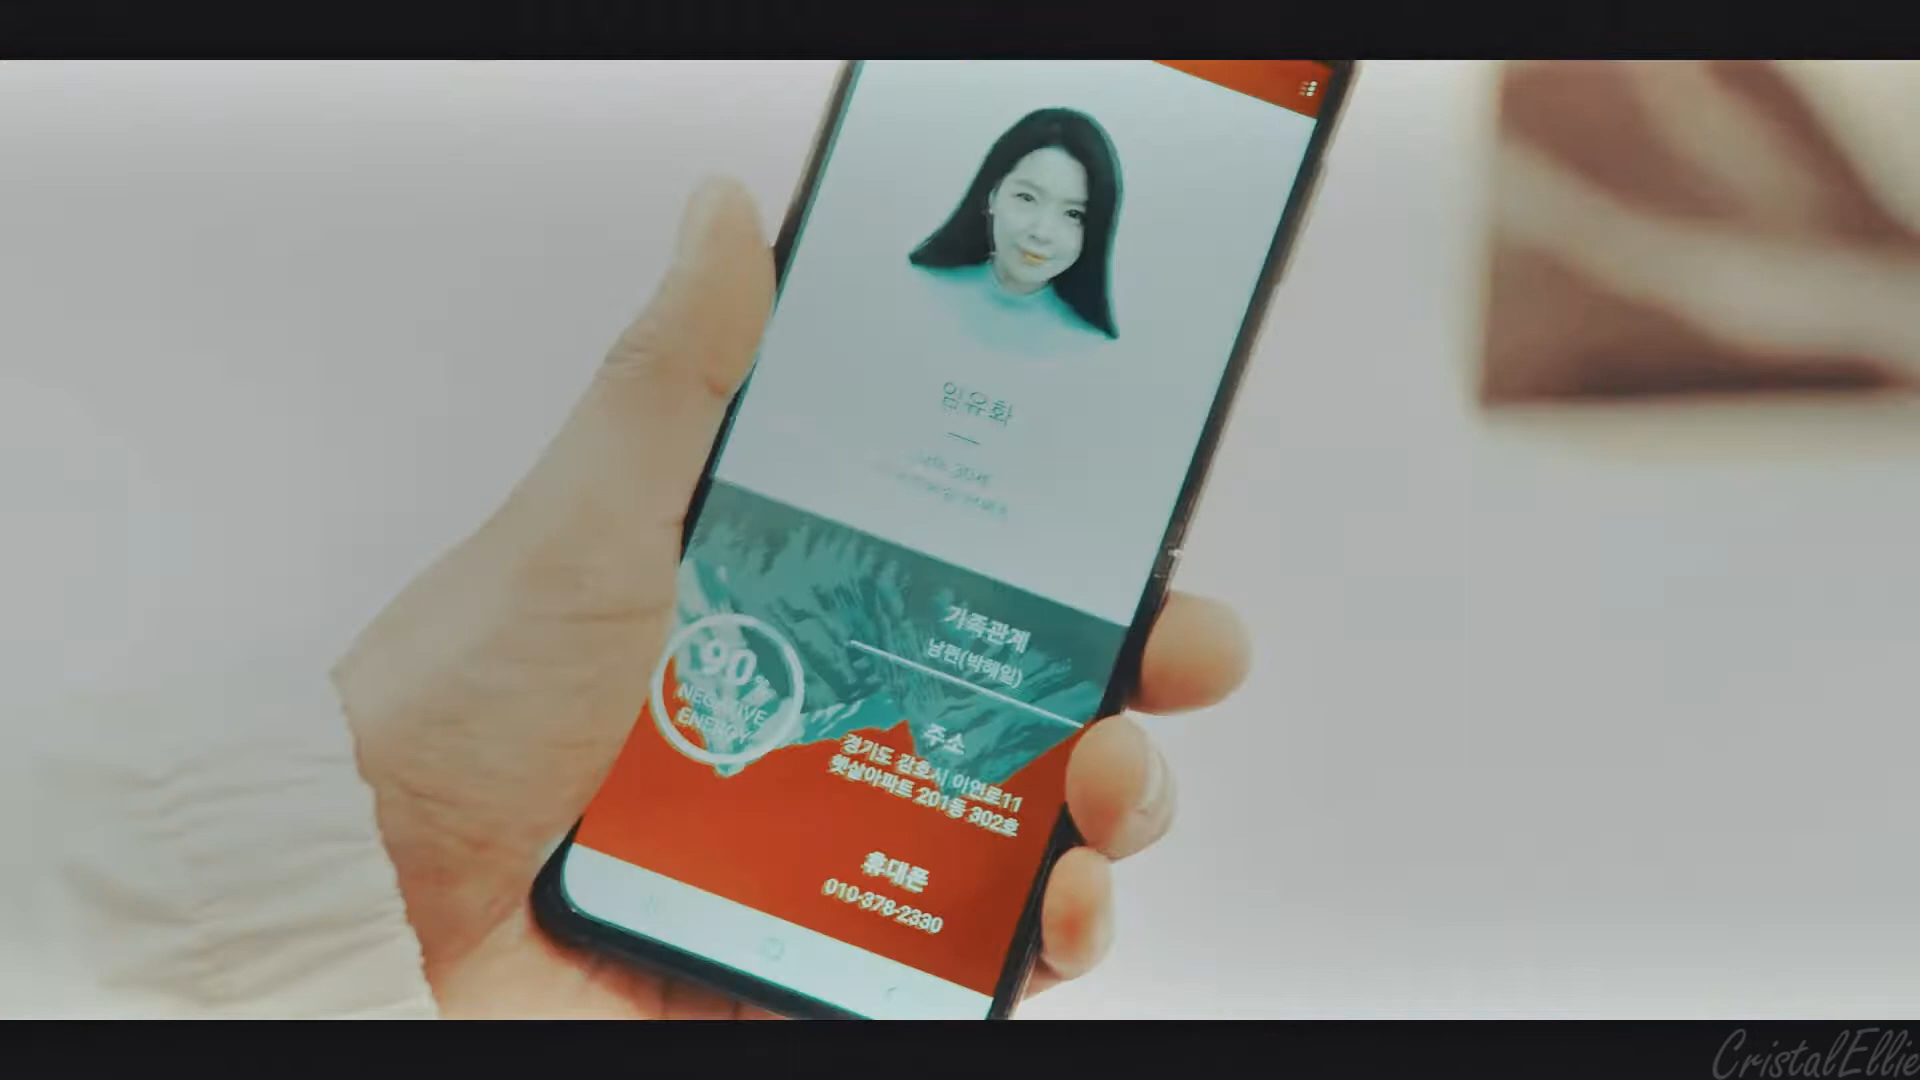 임유화
기족관계
남편(박해일)
90%
NEGATIVE
ENERGY
주소
경기도 강호시 이언로11
햇살아파트 201동 302호
휴대폰
010-378-2330
CristalEllie